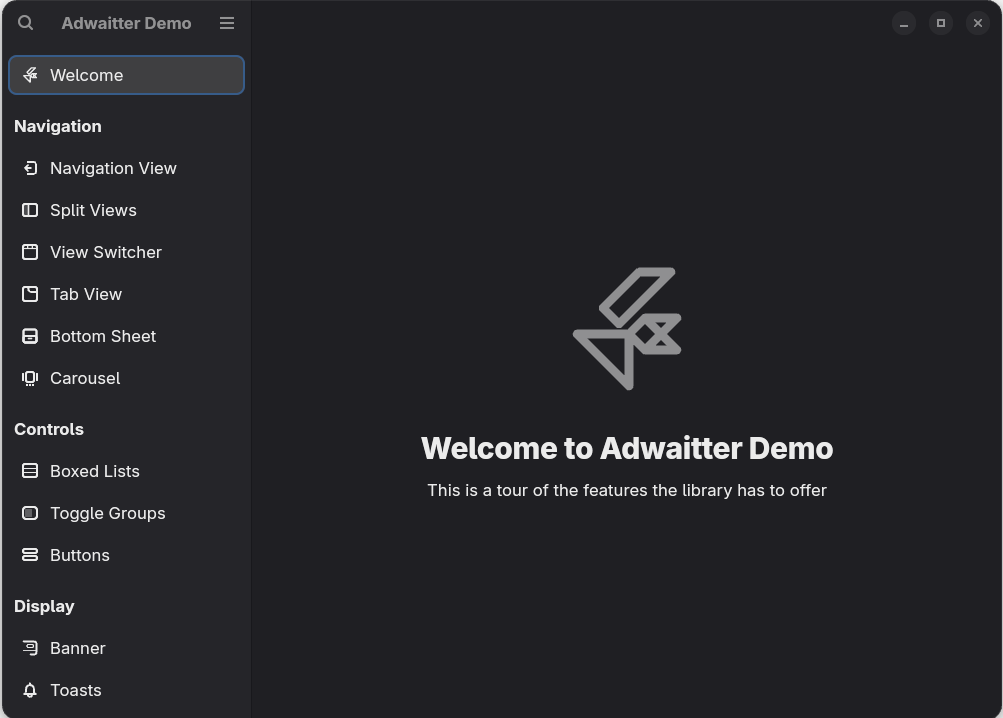 Adwaitter Demo
Welcome
Navigation
Navigation View
Split Views
View Switcher
Tab View
Bottom Sheet
Carousel
Controls
Boxed Lists
Toggle Groups
Buttons
Display
Banner
Toasts
Welcome to Adwaitter Demo
This is a tour of the features the library has to offer